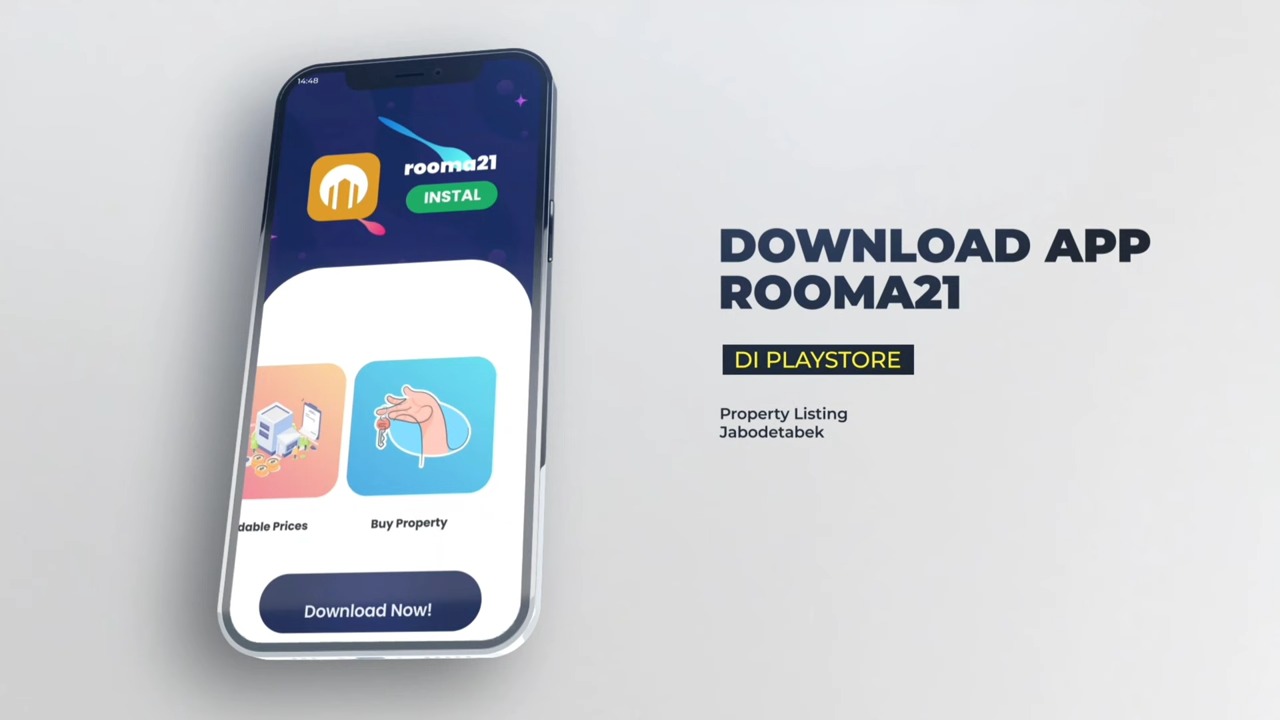 14:48
rooma21
INSTAL
dable Prices
Buy Property
Download Now!
DOWNLOAD APP
ROOMA21
DI PLAYSTORE
Property Listing
Jabodetabek